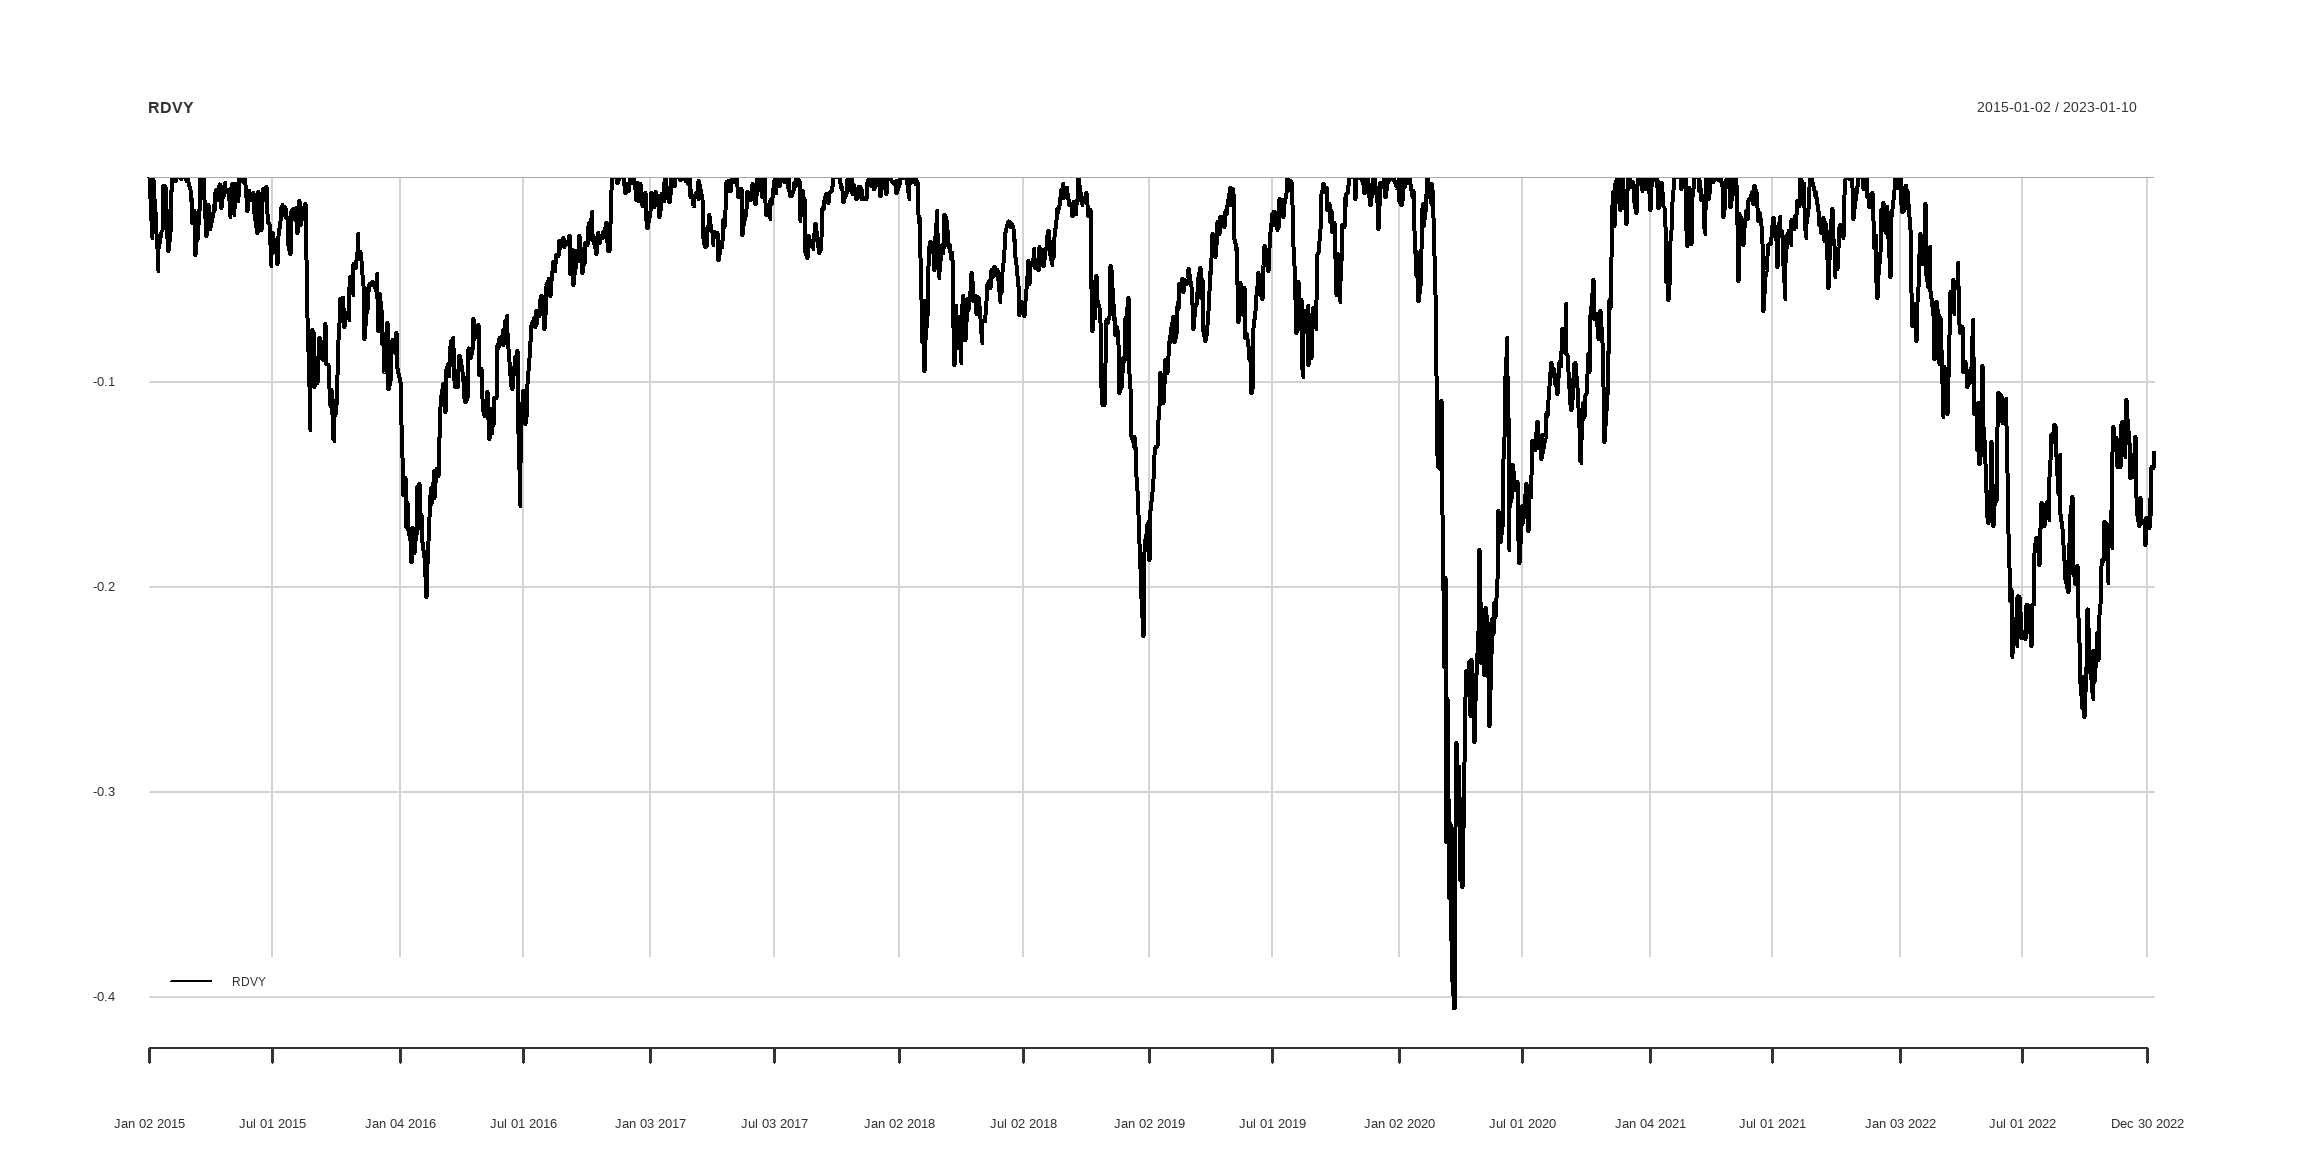 RDVY
2015-01-02 / 2023-01-10
-0.1
-0.2
-0.3
-0.4
RDVY
Jan 02 2015
Jul 01 2015
Jan 04 2016
Jul 01 2016
Jan 03 2017
Jul 03 2017
Jan 02 2018
Jul 02 2018
Jan 02 2019
Jul 01 2019
Jan 02 2020
Jul 01 2020
Jan 04 2021
Jul 01 2021
Jan 03 2022
Jul 01 2022
Dec 30 2022